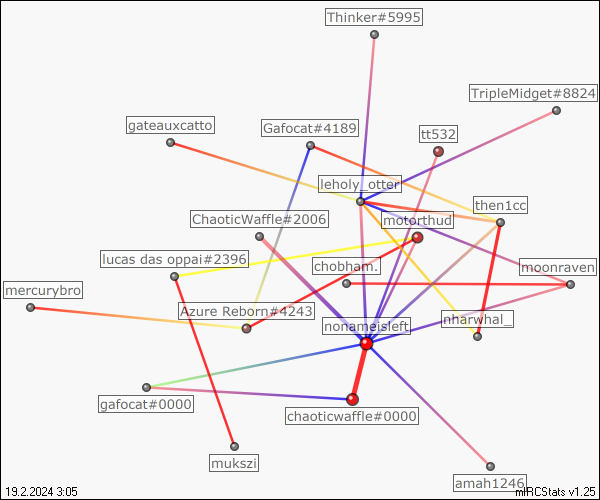 Thinker#5995
TripleMidget#8824
gateauxcatto
Gafocat#4189
tt532
leholy_otter
then1cc
ChaoticWaffle#2006
motorthud
lucas das oppai#2396
chobham.
moonraven
mercurybro
Azure Reborn#4243
nonameisleft
nharwhal_
gafocat#0000
chaoticwaffle#0000
mukszi
amah1246
19.2.2024 3:05
mIRCStats v1.25